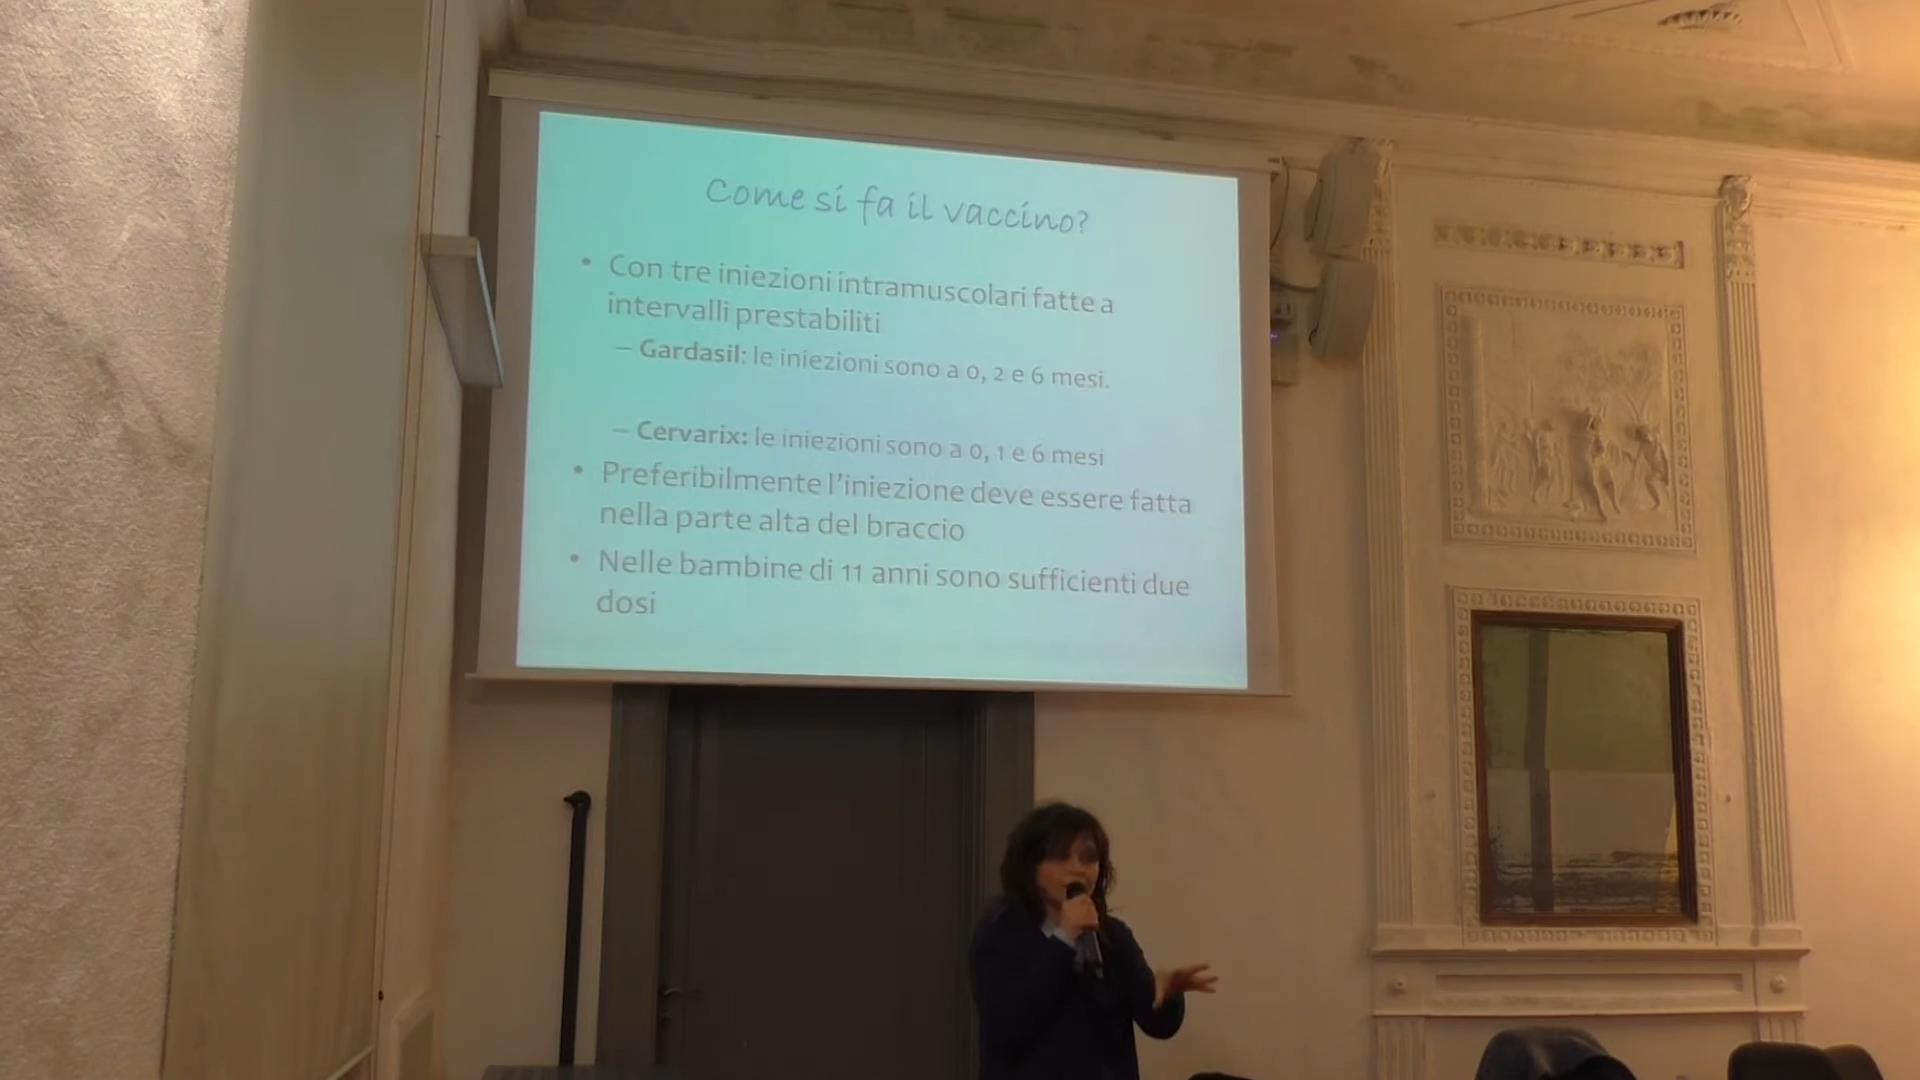 Come si fa il vaccino?
• Con tre iniezioni intramuscolari fatte a
intervalli prestabiliti
– Gardasil: le iniezioni sono a 0, 2 e 6 mesi.
– Cervarix: le iniezioni sono a 0, 1 e 6 mesi
• Preferibilmente l'iniezione deve essere fatta
nella parte alta del braccio
• Nelle bambine di 11 anni sono sufficienti due
dosi